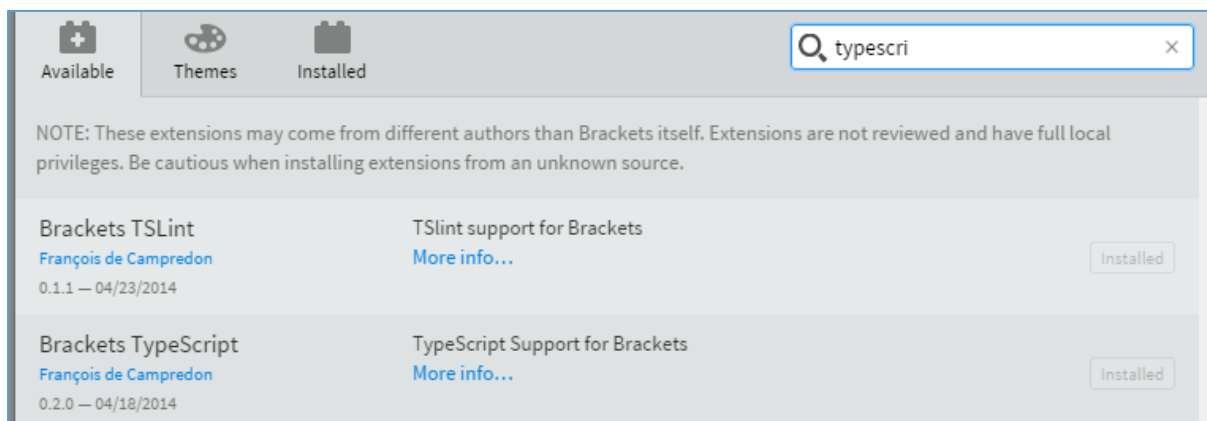 Available
Themes
Installed
typescri
NOTE: These extensions may come from different authors than Brackets itself. Extensions are not reviewed and have full local
privileges. Be cautious when installing extensions from an unknown source.
Brackets TSLint
TSlint support for Brackets
François de Campredon
More info...
Installed
0.1.1 — 04/23/2014
Brackets TypeScript
TypeScript Support for Brackets
François de Campredon
More info...
Installed
0.2.0 — 04/18/2014